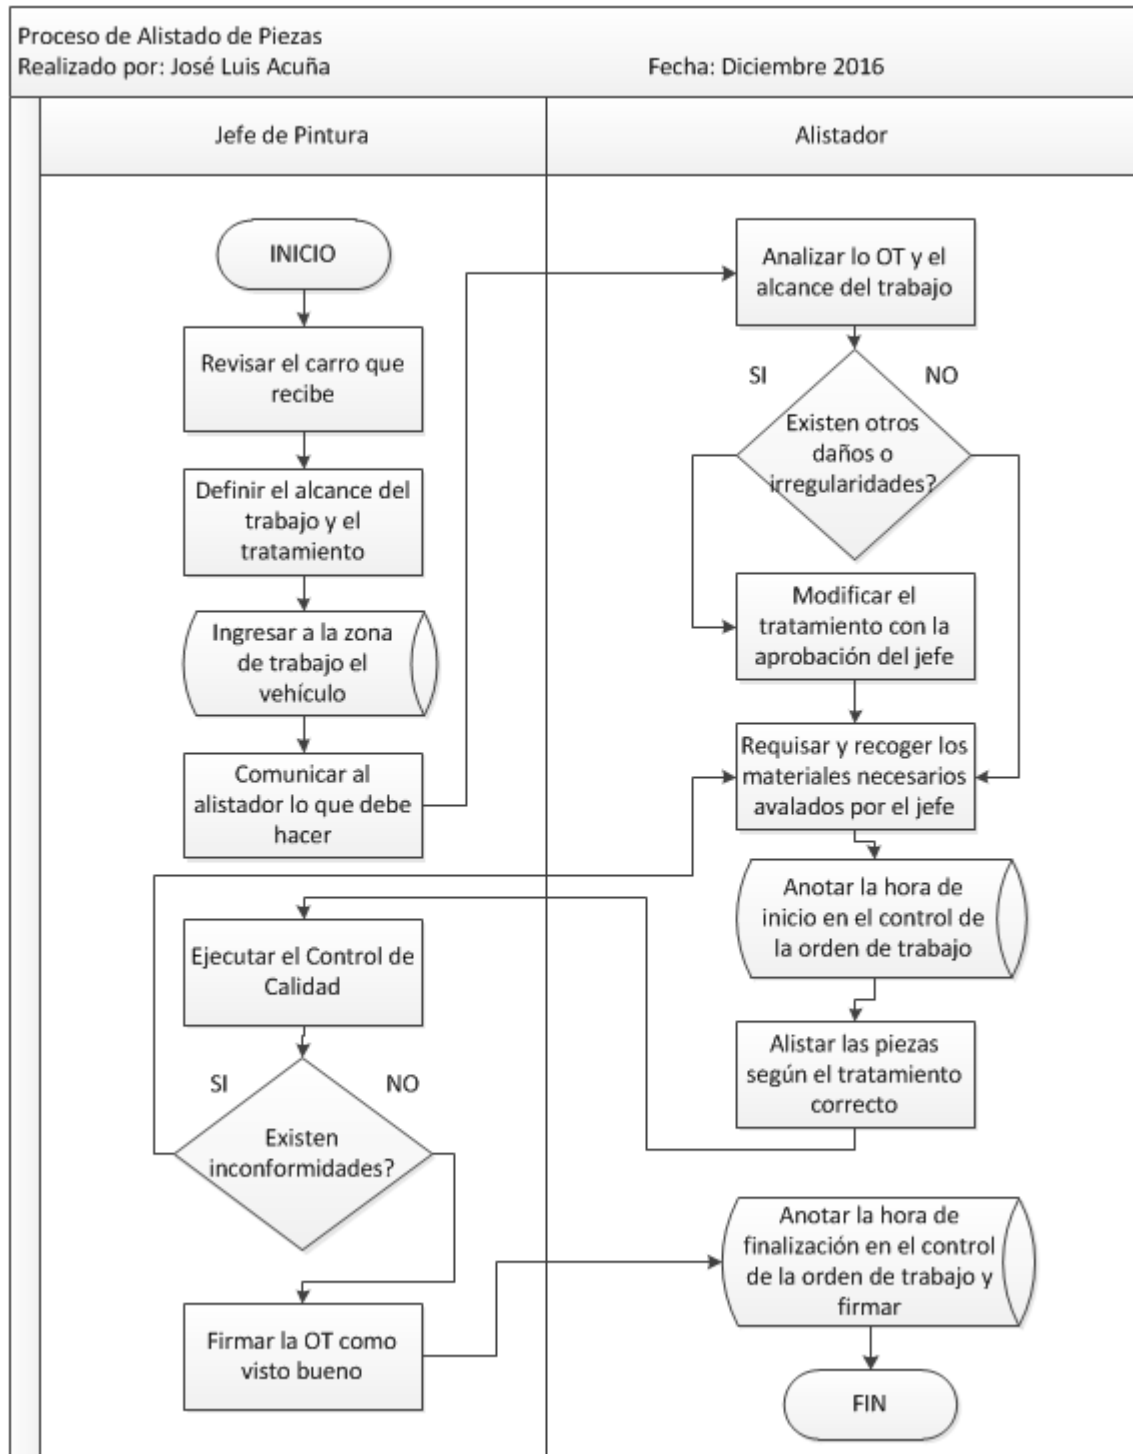 Proceso de Alistado de Piezas
Realizado por: José Luis Acuña
Fecha: Diciembre 2016
Jefe de Pintura
Alistador
INICIO
Revisar el carro que
recibe
Definir el alcance del
trabajo y el
tratamiento
Ingresar a la zona
de trabajo el
vehículo
Comunicar al
alistador lo que debe
hacer
Analizar lo OT y el
alcance del trabajo
SI
NO
Existen otros
daños o
irregularidades?
Modificar el
tratamiento con la
aprobación del jefe
Requisar y recoger los
materiales necesarios
avalados por el jefe
Anotar la hora de
inicio en el control de
la orden de trabajo
Alistar las piezas
según el tratamiento
correcto
Ejecutar el Control de
Calidad
SI
NO
Existen
inconformidades?
Firmar la OT como
visto bueno
Anotar la hora de
finalización en el control
de la orden de trabajo y
firmar
FIN